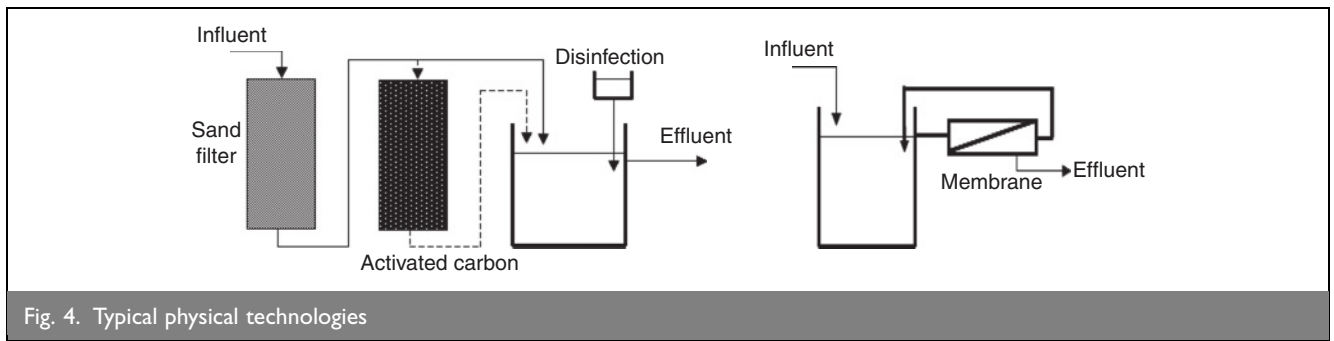 Influent
Disinfection
Sand
filter
Effluent
Activated carbon
Influent
Membrane
Effluent
Fig. 4. Typical physical technologies